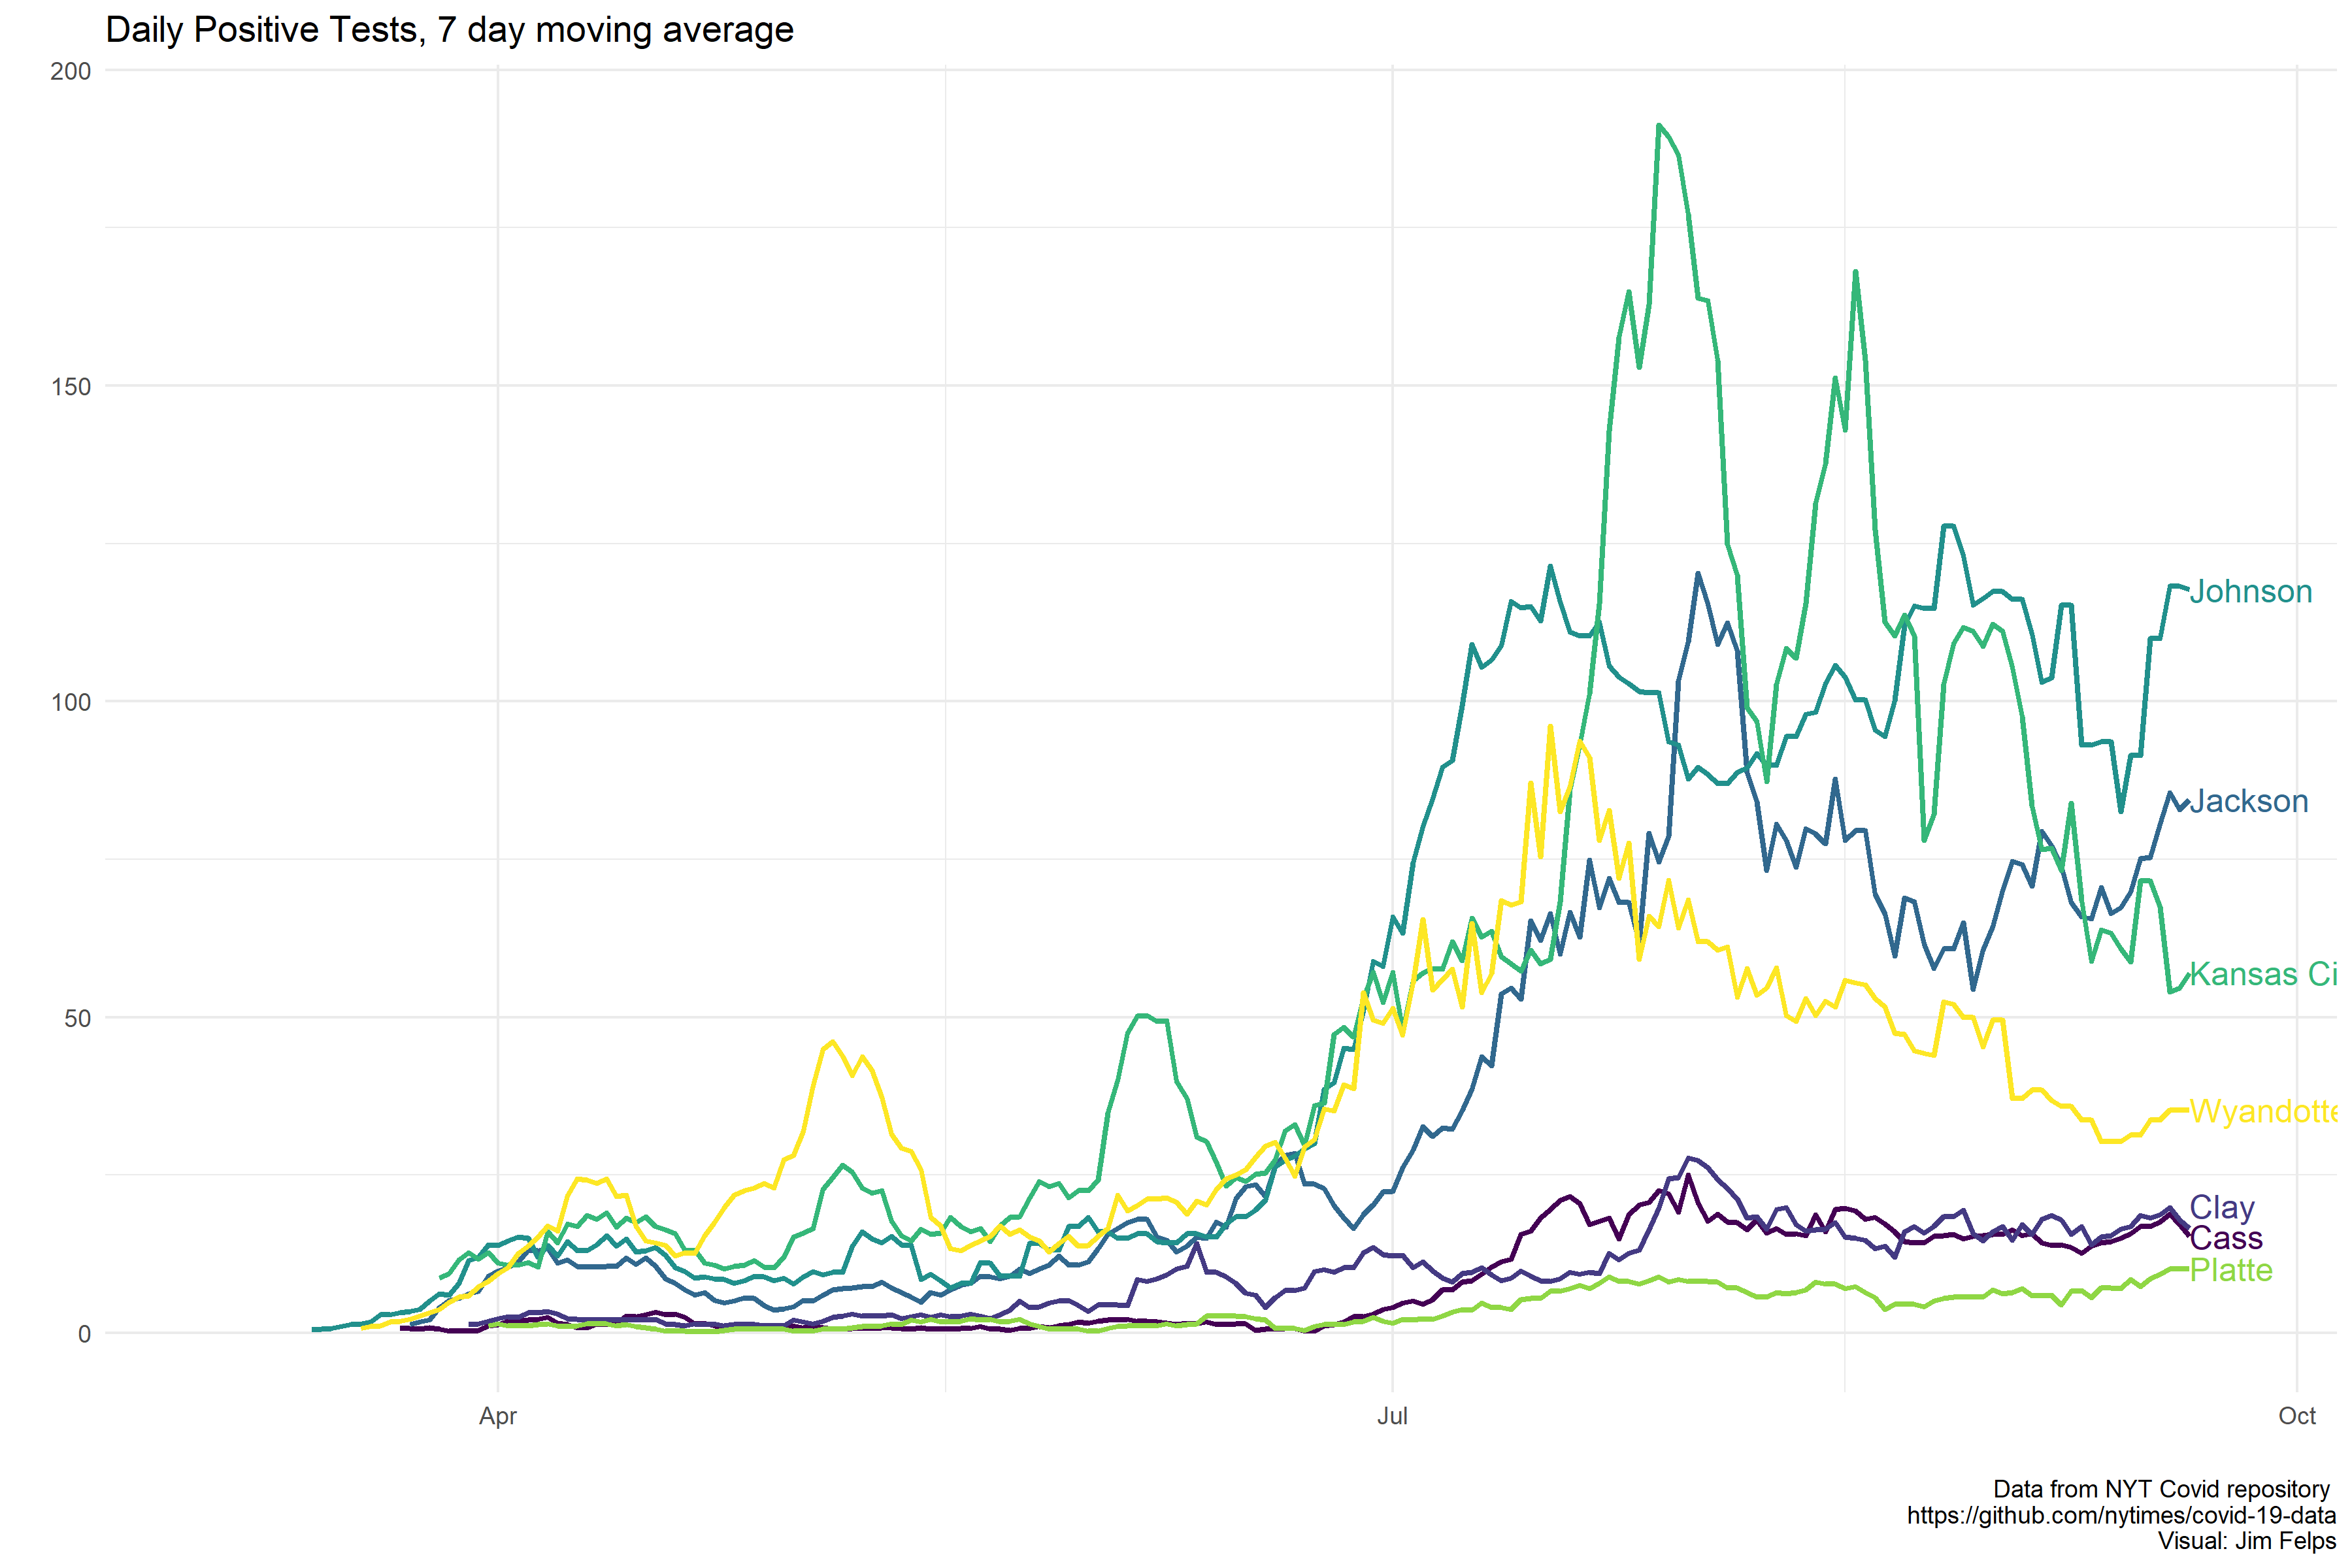 Daily Positive Tests, 7 day moving average
200
150
100
50
0
Johnson
Jackson
Kansas Ci
Wyandotte
Clay
Cass
Platte
Apr
Jul
Oct
Data from NYT Covid repository
https://github.com/nytimes/covid-19-data
Visual: Jim Felps